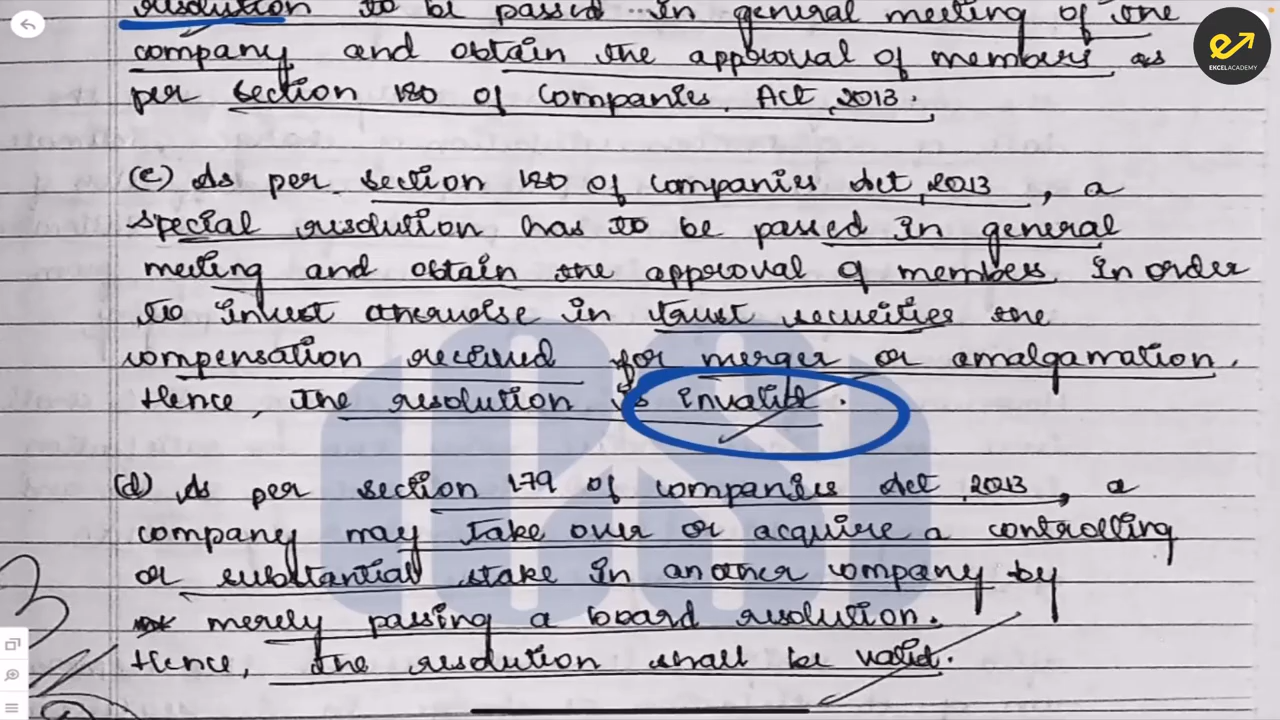 resolution to be passed in general meeting of the
company and obtain the approval of members as
per section 180 of Companies Act, 2013.
(c) As per section 180 of Companies Act, 2013, a
special resolution has to be passed in general
meeting and obtain the approval of members in order
to invest otherwise in trust securities the
compensation received for merger or amalgamation.
Hence, the resolution is invalid.
(d) As per section 179 of Companies Act, 2013, a
company may take over or acquire a controlling
or substantial stake in another company by
merely passing a board resolution.
Hence, the resolution shall be valid.
3
EKCELACADEMY
ICSI